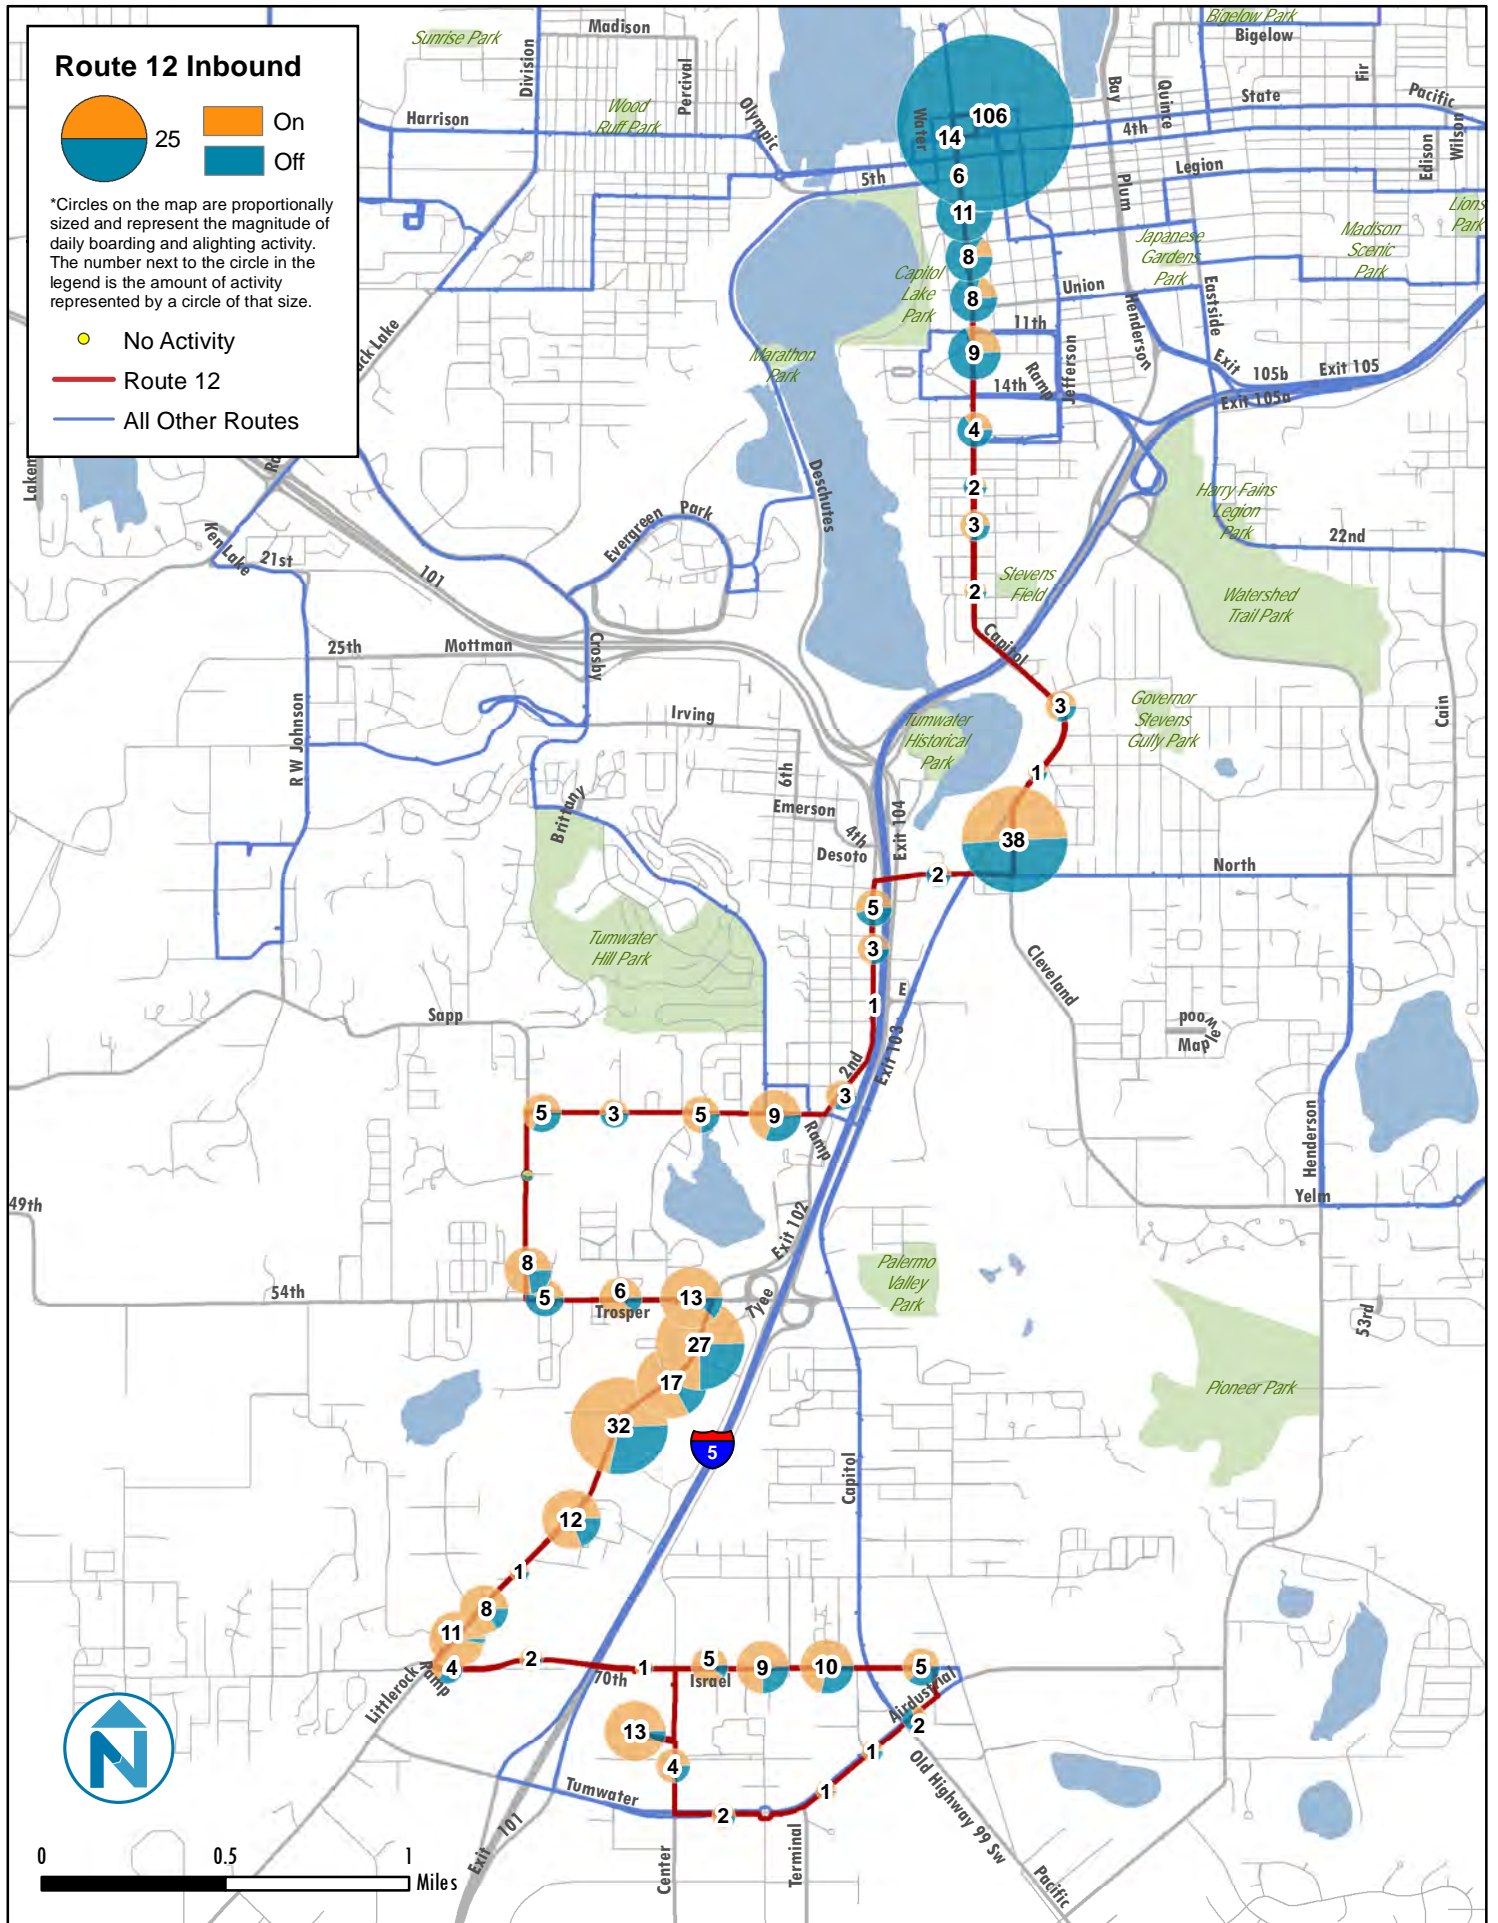 Route 12 Inbound
25
On
Off
*Circles on the map are proportionally
sized and represent the magnitude of
daily boarding and alighting activity.
The number next to the circle in the
legend is the amount of activity
represented by a circle of that size.
No Activity
Route 12
All Other Routes
Sunrise Park
Division
Madison
Percival
Wood
Ruff Park
Harrison
Olympic
5th
Water
106
14
6
11
8
8
9
4
2
3
2
Bay
Quince
Bigelow Park
Bigelow
Fir
State
Pacific
4th
Plum
Legion
Edison
Wilson
Lions
Park
Japanese
Gardens
Park
Madison
Scenic
Park
Capitol
Lake
Park
Union
Henderson
Eastside
11th
Marathon
Park
Ramp
Jefferson
14th
Exit
105b
Exit 105
Exit 105a
Deschutes
Harry Fains
Legion
Park
22nd
Stevens
Field
Watershed
Trail Park
Capitol
Ken Lake
21st
101
Evergreen
Park
25th
Mottman
Crosby
R W Johnson
Irving
6th
Emerson
4th
Desoto
Exit 104
Tumwater
Historical
Park
Governor
Stevens
Gully Park
Cain
3
1
38
North
2
5
3
1
Brittany
Tumwater
Hill Park
Cleveland
E
Exit 103
2nd
Maplewood
Sapp
5
3
5
9
3
Ramp
Henderson
Yelm
49th
Exit 102
54th
8
5
6
Trosper
13
Tyee
27
17
32
Palermo
Valley
Park
53rd
Pioneer Park
5
Capitol
12
1
8
11
4
2
70th
1
5
Israel
9
10
5
Littlerock
Ramp
Airdustrial
13
4
2
1
1
2
Tumwater
Old Highway 99 Sw
Pacific
Exit 101
Center
Terminal
N
0
0.5
1
Miles